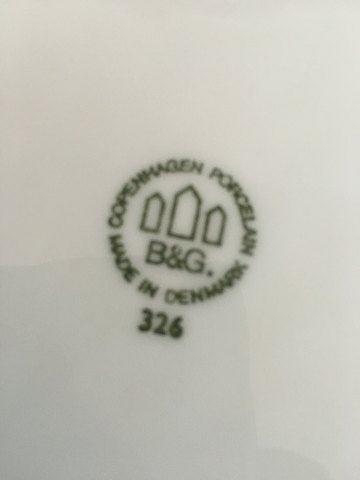 COPENHAGEN PORCELAIN
B&G.
MADE IN DENMARK
326